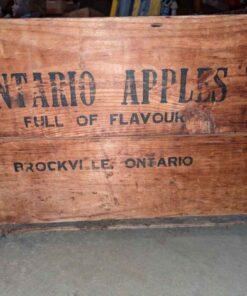 NTARIO APPLES
FULL OF FLAVOUR
BROCKVILLE, ONTARIO